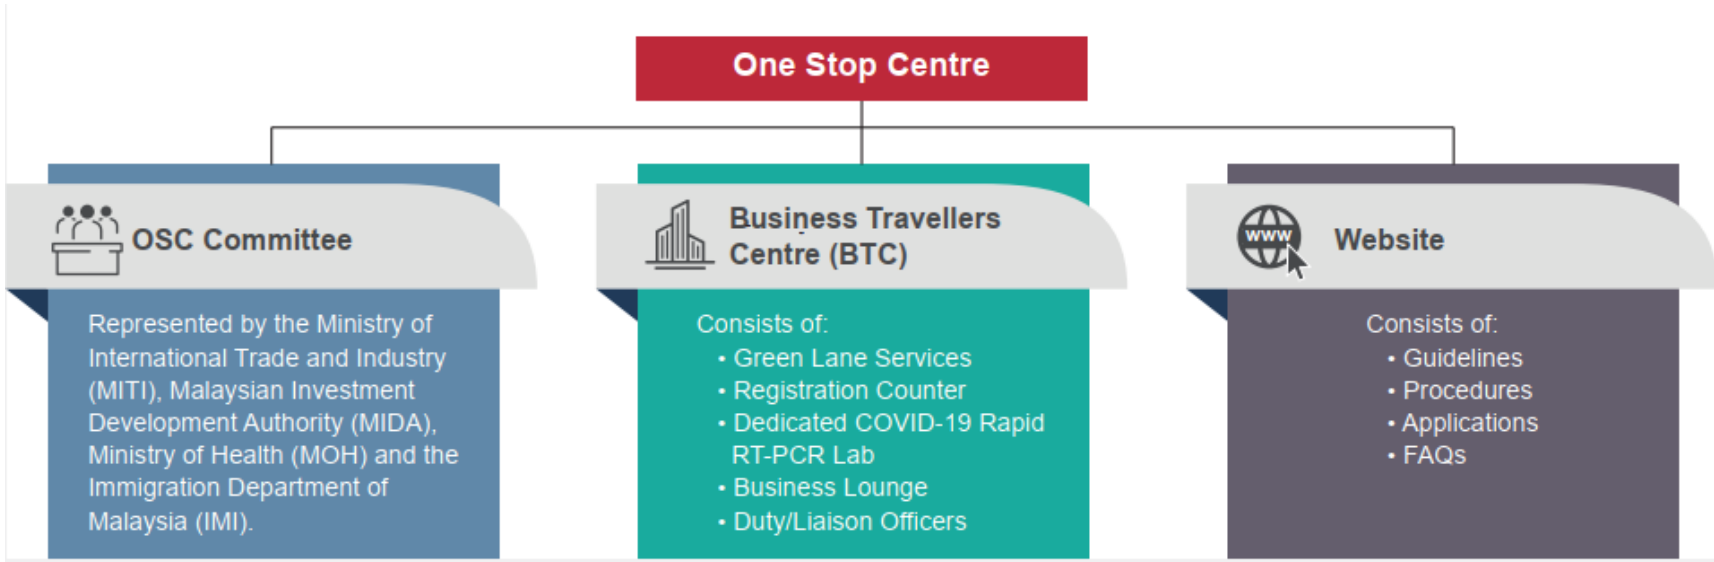 One Stop Centre
OSC Committee
Represented by the Ministry of
International Trade and Industry
(MITI), Malaysian Investment
Development Authority (MIDA),
Ministry of Health (MOH) and the
Immigration Department of
Malaysia (IMI).
Business Travellers
Centre (BTC)
Consists of:
• Green Lane Services
• Registration Counter
• Dedicated COVID-19 Rapid
RT-PCR Lab
• Business Lounge
• Duty/Liaison Officers
www
Website
Consists of:
• Guidelines
• Procedures
• Applications
• FAQs